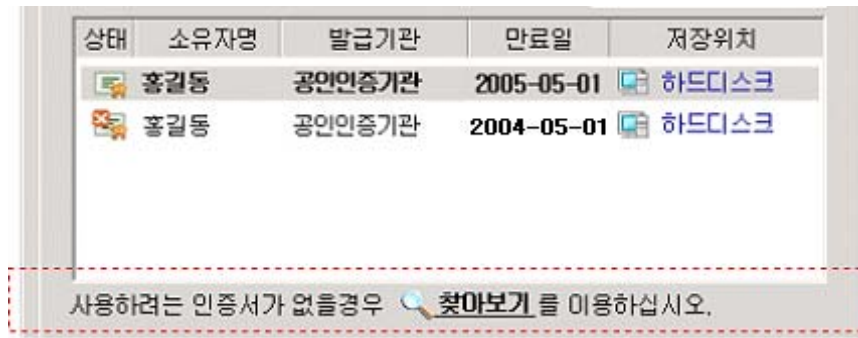 상태 소유자명 발급기관 만료일 저장위치
홍길동 공인인증기관 2005-05-01 하드디스크
홍길동 공인인증기관 2004-05-01 하드디스크
사용하려는 인증서가 없을경우 찾아보기 를 이용하십시오.